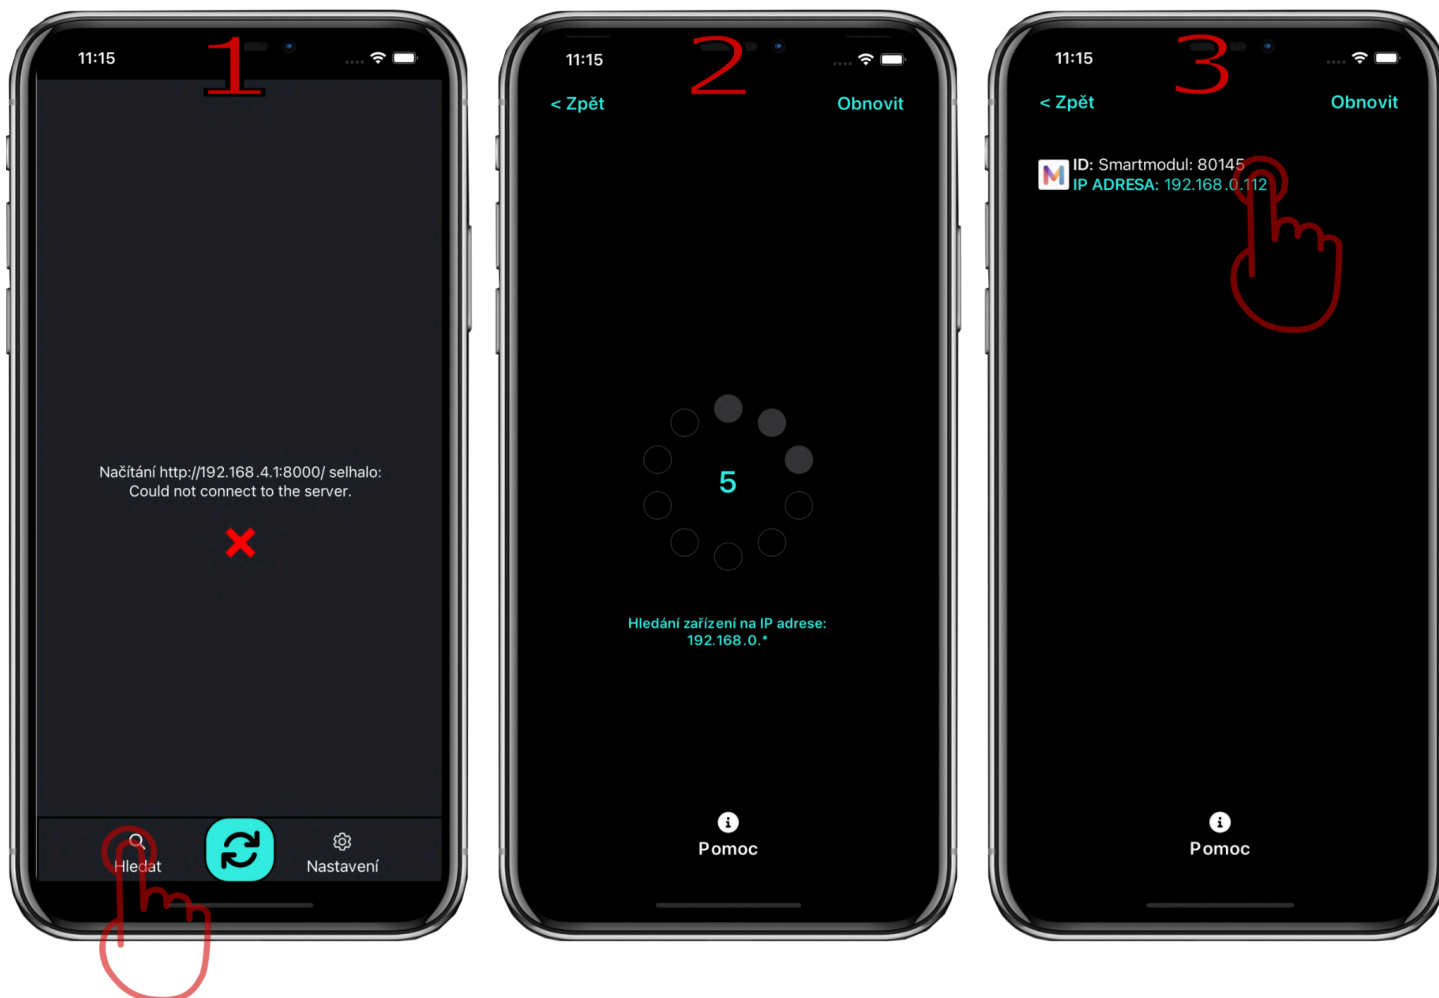 1
11:15
Načítání http://192.168.4.1:8000/ selhalo:
Could not connect to the server.
Hledat
Nastavení
2
11:15
< Zpět
Obnovit
5
Hledání zařízení na IP adrese:
192.168.0.*
Pomoc
3
11:15
< Zpět
Obnovit
M
ID: Smartmodul: 80145
IP ADRESA: 192.168.0.112
Pomoc